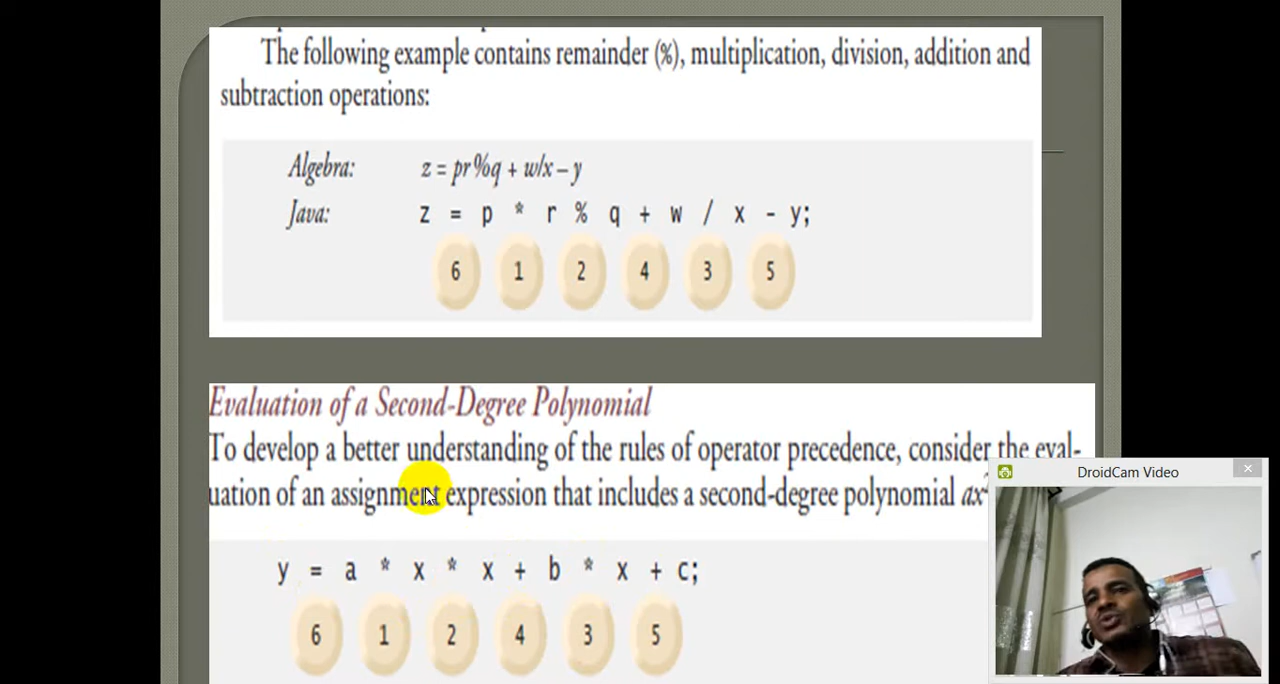 The following example contains remainder (%), multiplication, division, addition and
subtraction operations:
Algebra: z = pr%q + w/x – y
Java: z = p * r % q + w / x - y;
6 1 2 4 3 5
Evaluation of a Second-Degree Polynomial
To develop a better understanding of the rules of operator precedence, consider the eval-
uation of an assignment expression that includes a second-degree polynomial ax²
y = a * x * x + b * x + c;
6 1 2 4 3 5
DroidCam Video